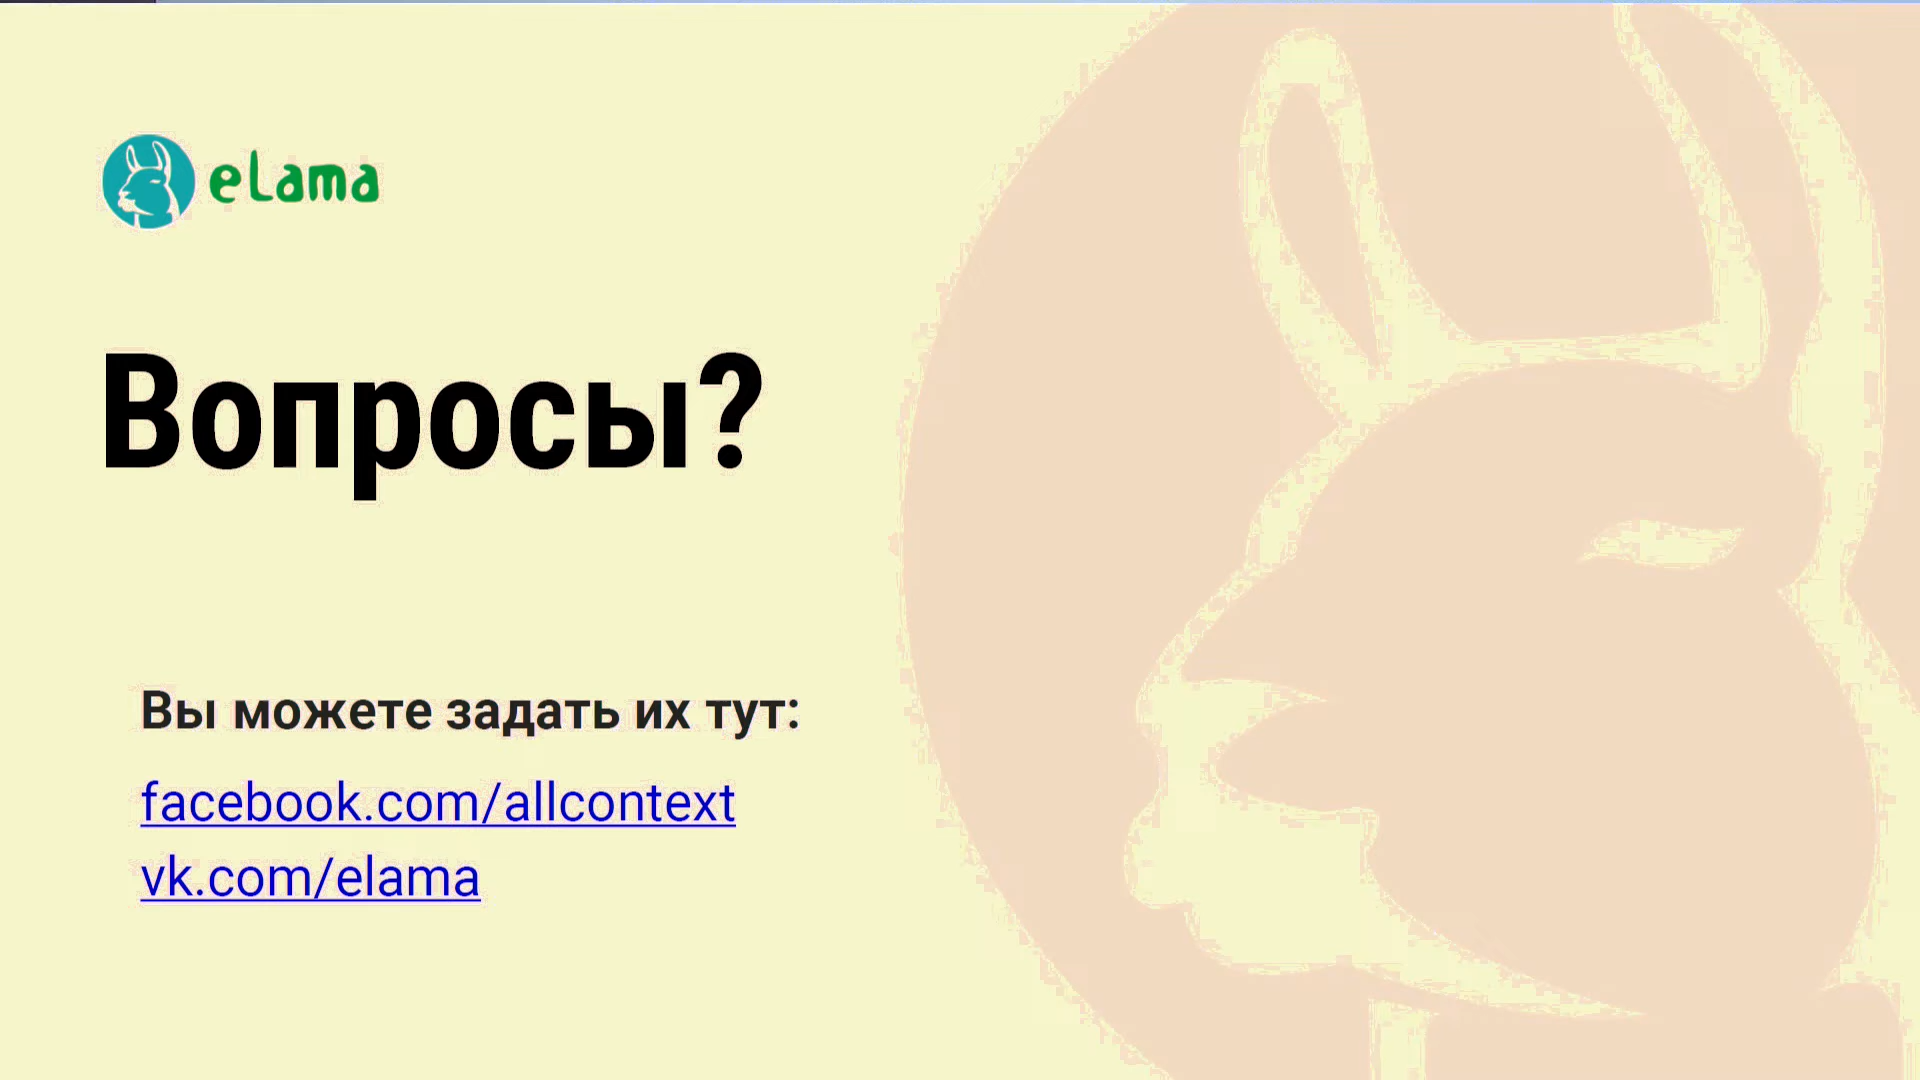 eLama
Вопросы?
Вы можете задать их тут:
facebook.com/allcontext
vk.com/elama